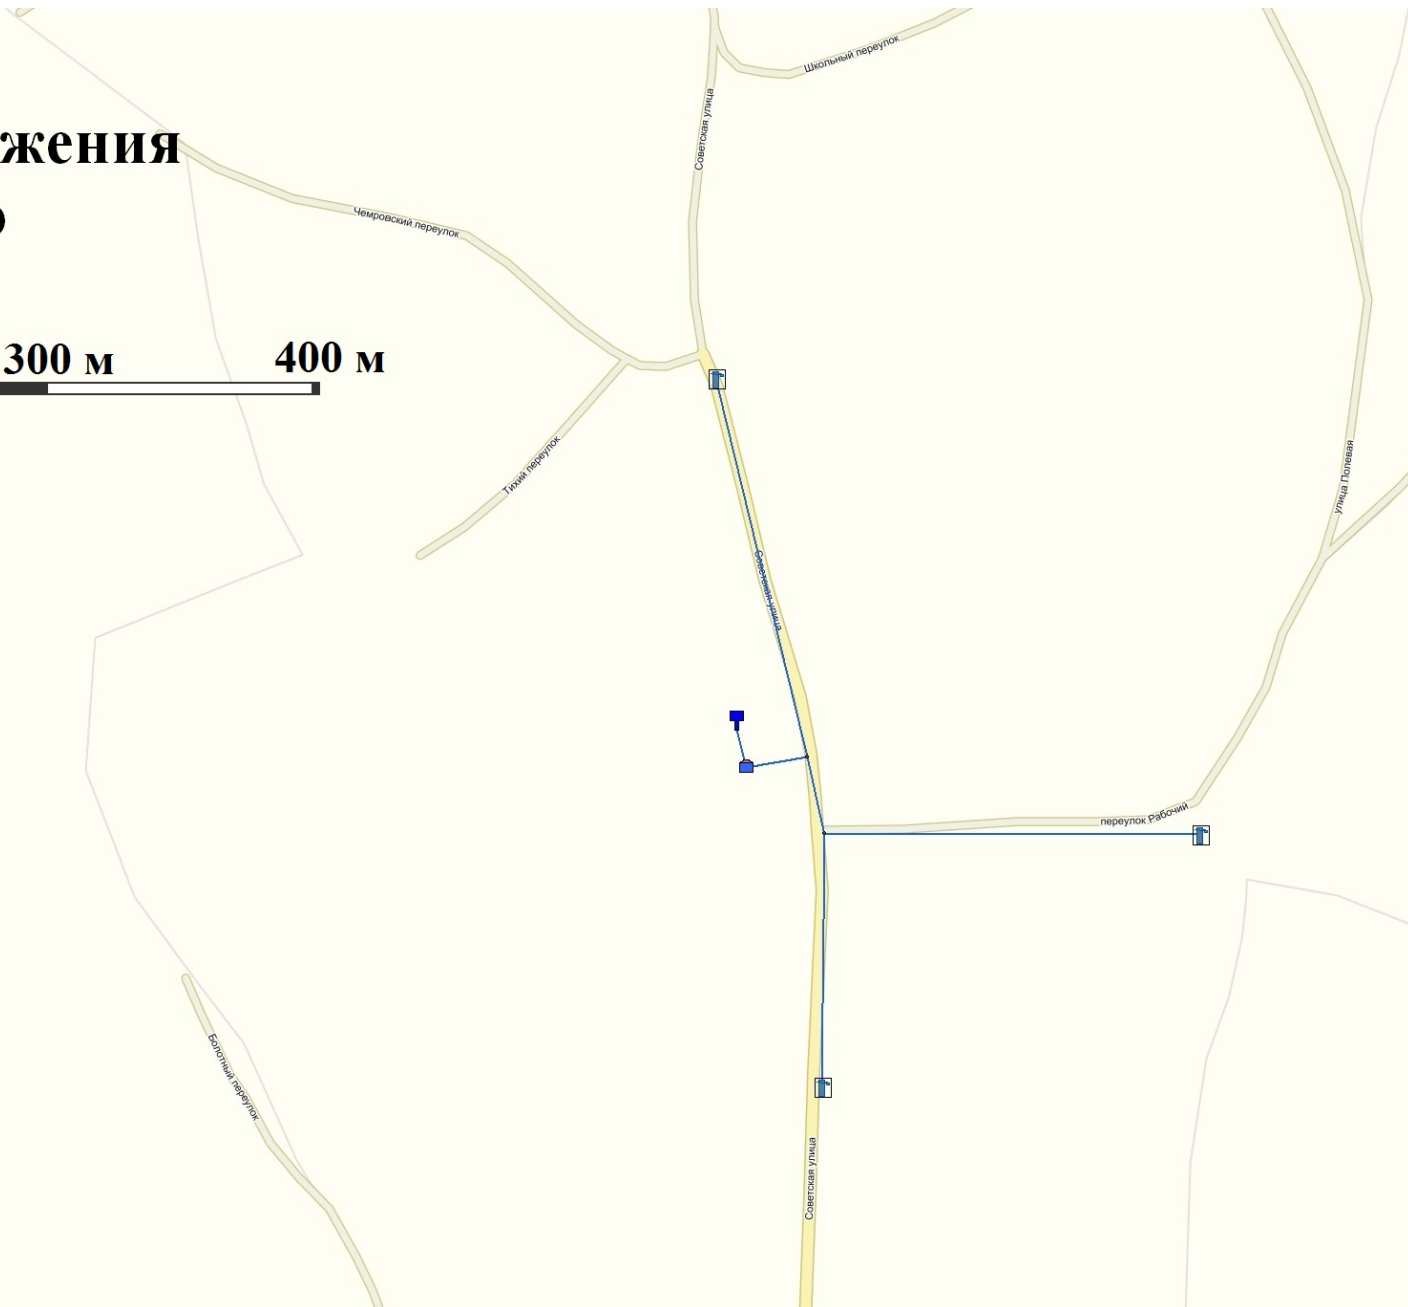 Школьный переулок
Советская улица
жения
Чемровский переулок
о
300 м
400 м
Тихий переулок
улица Полевая
Советская улица
переулок Рабочий
Болотный переулок
Советская улица